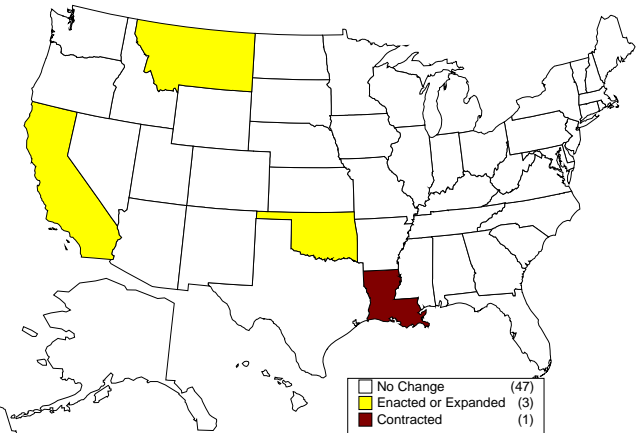 No Change (47)
Enacted or Expanded (3)
Contracted (1)